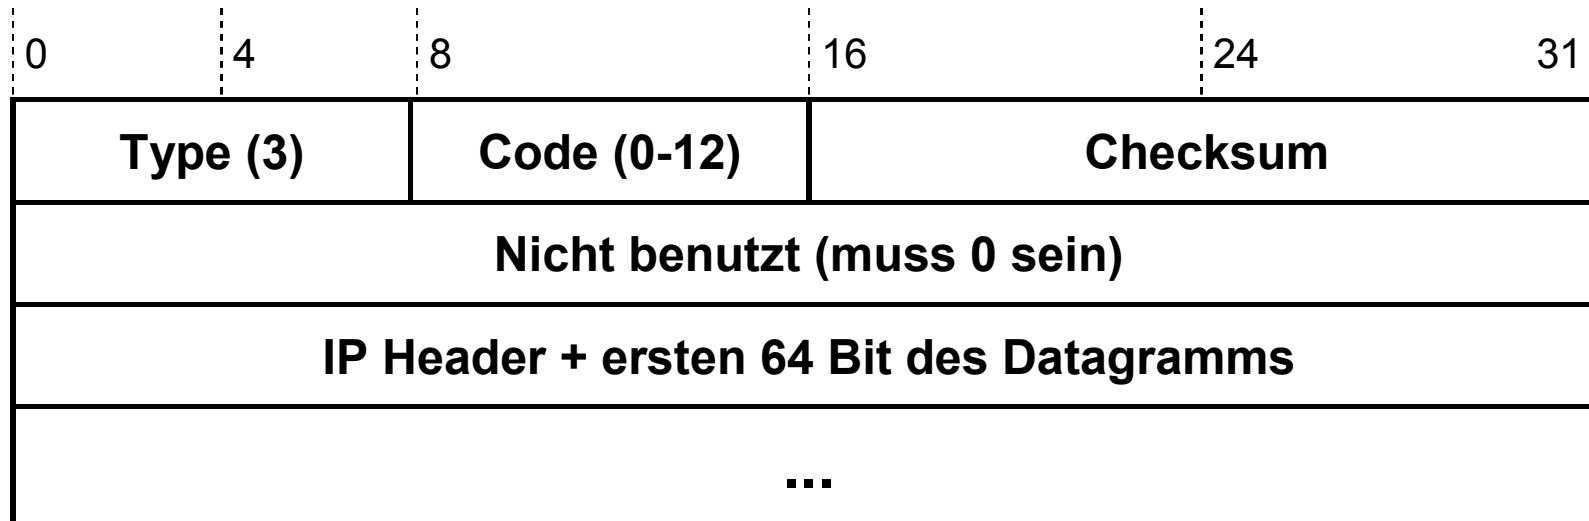 0 4 8 16 24 31
Type (3) Code (0-12) Checksum
Nicht benutzt (muss 0 sein)
IP Header + ersten 64 Bit des Datagramms
...